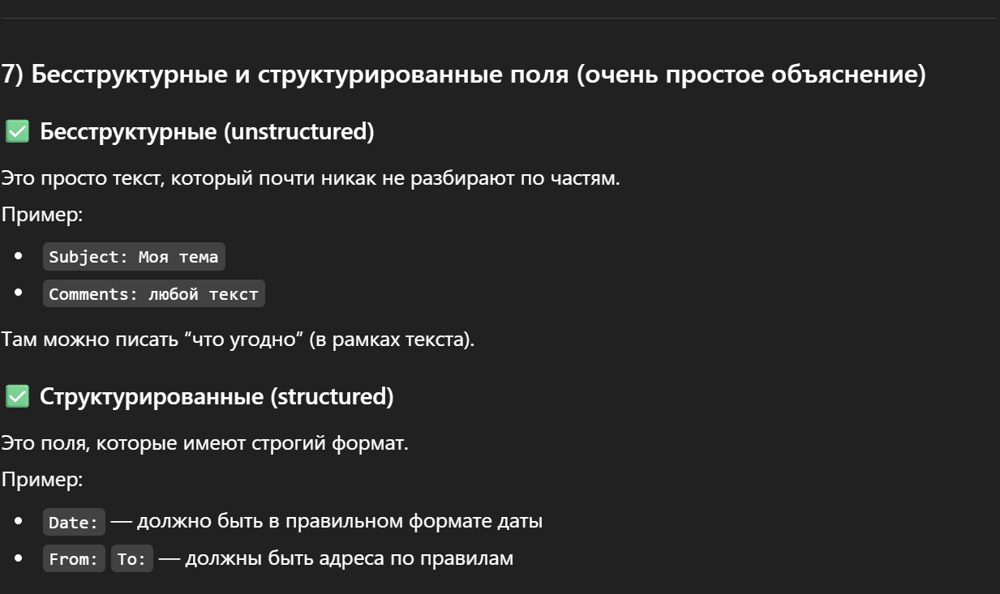 7) Бесструктурные и структурированные поля (очень простое объяснение)
✅ Бесструктурные (unstructured)
Это просто текст, который почти никак не разбирают по частям.
Пример:
• Subject: Моя тема
• Comments: любой текст
Там можно писать “что угодно” (в рамках текста).
✅ Структурированные (structured)
Это поля, которые имеют строгий формат.
Пример:
• Date: — должно быть в правильном формате даты
• From: To: — должны быть адреса по правилам